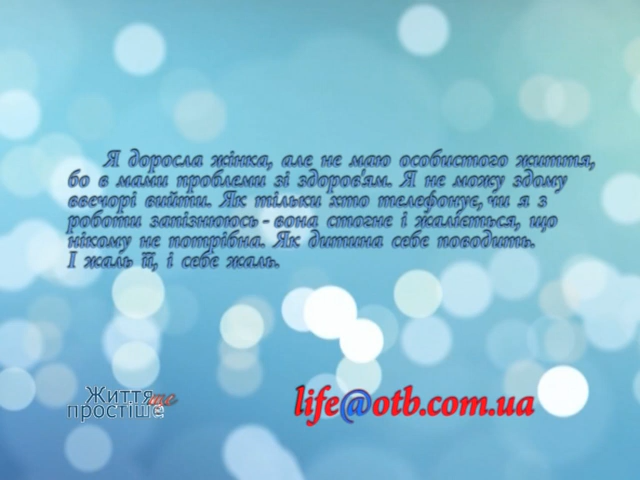 Я доросла жінка, але не маю особистого життя,
бо в мами проблеми зі здоров'ям. Я не можу здому
ввечорі вийти. Як тільки хто телефонує, чи я з
роботи запізнююсь - вона стогне і жаліється, що
нікому не потрібна. Як дитина себе поводить.
І жаль її, і себе жаль.
Життя ще
простіше
life@otb.com.ua